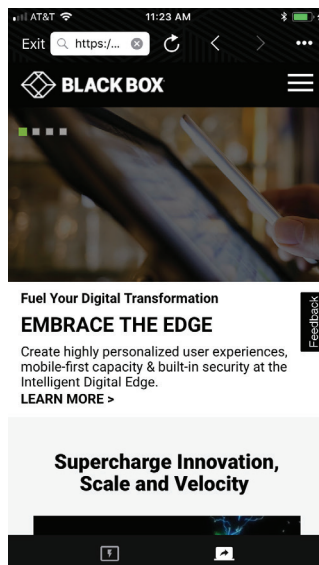 AT&T 11:23 AM
Exit https:/...
BLACK BOX
Fuel Your Digital Transformation
EMBRACE THE EDGE
Create highly personalized user experiences,
mobile-first capacity & built-in security at the
Intelligent Digital Edge.
LEARN MORE >
Feedback
Supercharge Innovation,
Scale and Velocity